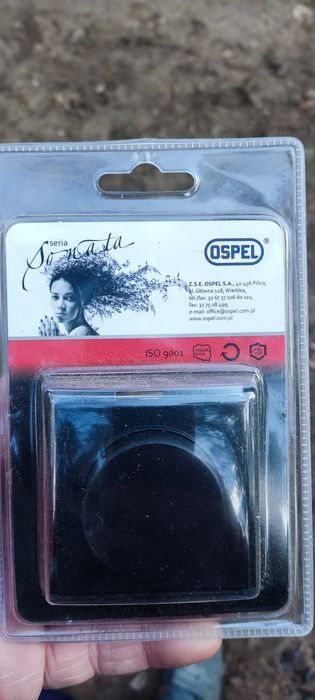 seria
Sonata
OSPEL
Z.S.E. OSPEL S.A., 42-436 Pilica,
ul. Główna 128, Wierbka,
tel./fax: 32 67 37 106 do 110,
fax: 32 75 08 499,
e-mail: office@ospel.com.pl
www.ospel.com.pl
ISO 9001